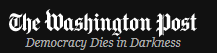 The Washington Post
Democracy Dies in Darkness